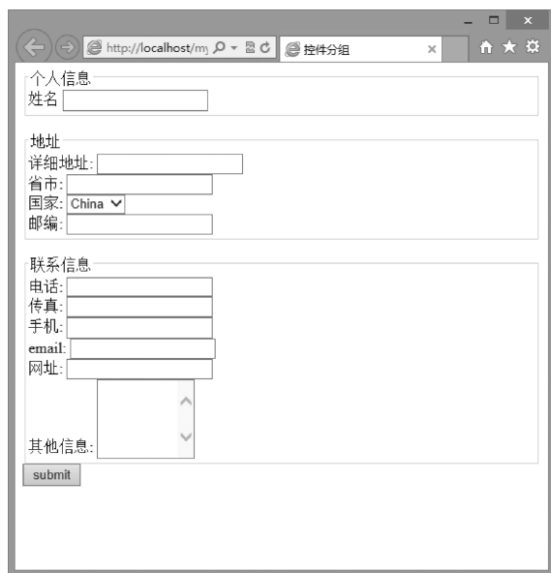 http://localhost/my
控件分组
个人信息
姓名
地址
详细地址:
省市:
国家: China
邮编:
联系信息
电话:
传真:
手机:
email:
网址:
其他信息:
submit